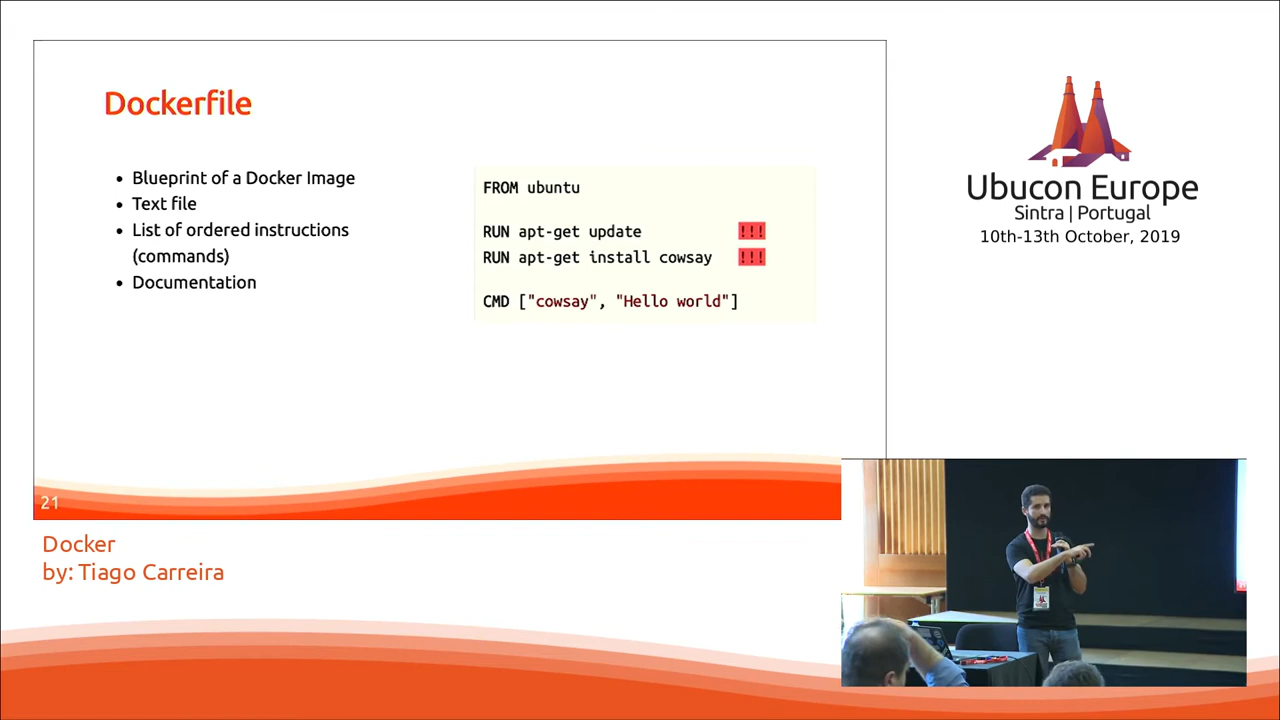 Dockerfile
Blueprint of a Docker Image
Text file
List of ordered instructions
(commands)
Documentation
FROM ubuntu
RUN apt-get update !!!
RUN apt-get install cowsay !!!
CMD ["cowsay", "Hello world"]
21
Docker
by: Tiago Carreira
Ubucon Europe
Sintra | Portugal
10th-13th October, 2019